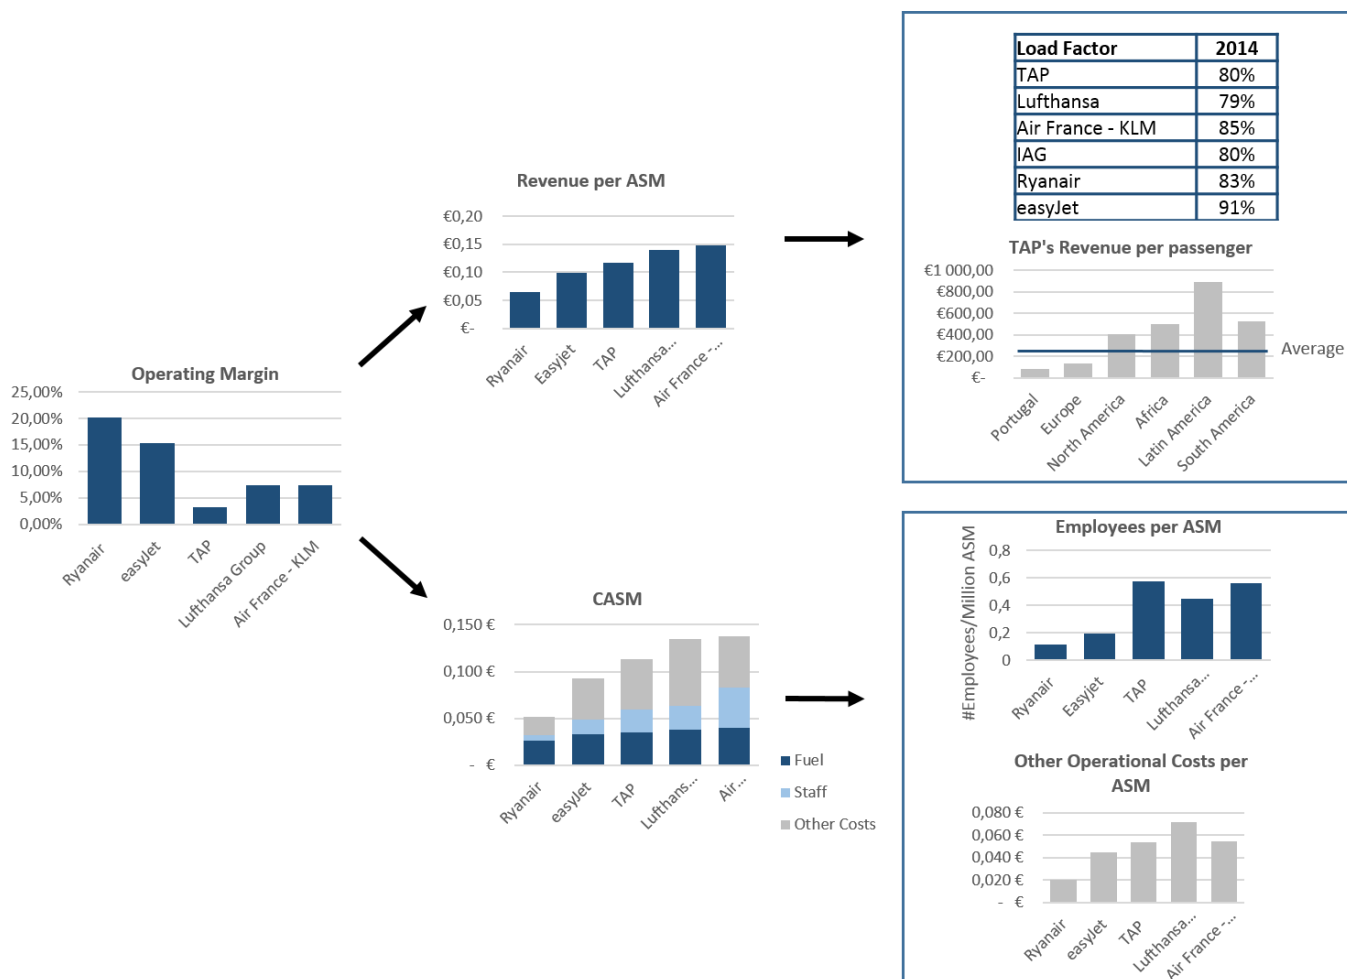 Load Factor 2014
TAP 80%
Lufthansa 79%
Air France - KLM 85%
IAG 80%
Ryanair 83%
easyJet 91%
Revenue per ASM
€0,20
€0,15
€0,10
€0,05
€-
Ryanair
Easyjet
TAP
Lufthansa...
Air France -...
TAP's Revenue per passenger
€1 000,00
€800,00
€600,00
€400,00
€200,00
€-
Average
Portugal
Europe
North America
Africa
Latin America
South America
Operating Margin
25,00%
20,00%
15,00%
10,00%
5,00%
0,00%
Ryanair
easyJet
TAP
Lufthansa Group
Air France - KLM
CASM
0,150 €
0,100 €
0,050 €
- €
Ryanair
easyJet
TAP
Lufthans...
Air...
Fuel
Staff
Other Costs
Employees per ASM
#Employees/Million ASM
0,8
0,6
0,4
0,2
0
Ryanair
Easyjet
TAP
Lufthansa...
Air France -...
Other Operational Costs per
ASM
0,080 €
0,060 €
0,040 €
0,020 €
- €
Ryanair
easyJet
TAP
Lufthansa...
Air France -...